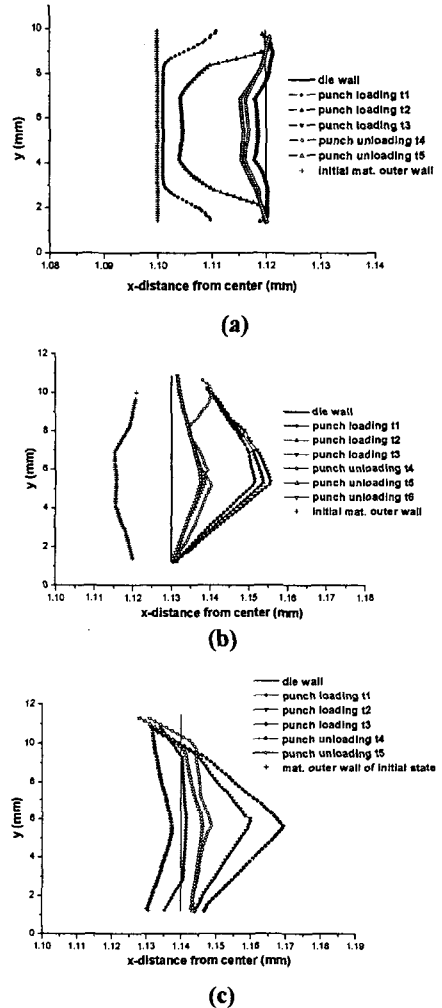 10
8
6
4
2
0
y (mm)
die wall
punch loading t1
punch loading t2
punch loading t3
punch unloading t4
punch unloading t5
initial mat. outer wall
1.08 1.09 1.10 1.11 1.12 1.13 1.14
x-distance from center (mm)
(a)
12
10
8
6
4
2
0
y (mm)
die wall
punch loading t1
punch loading t2
punch loading t3
punch unloading t4
punch unloading t5
punch unloading t6
initial mat. outer wall
1.10 1.11 1.12 1.13 1.14 1.15 1.16 1.17 1.18
x-distance from center (mm)
(b)
die wall
punch loading t1
punch loading t2
punch loading t3
punch unloading t4
punch unloading t5
mat. outer wall of initial state
12
10
8
6
4
2
0
y (mm)
1.10 1.11 1.12 1.13 1.14 1.15 1.16 1.17 1.18 1.19
x-distance from center (mm)
(c)